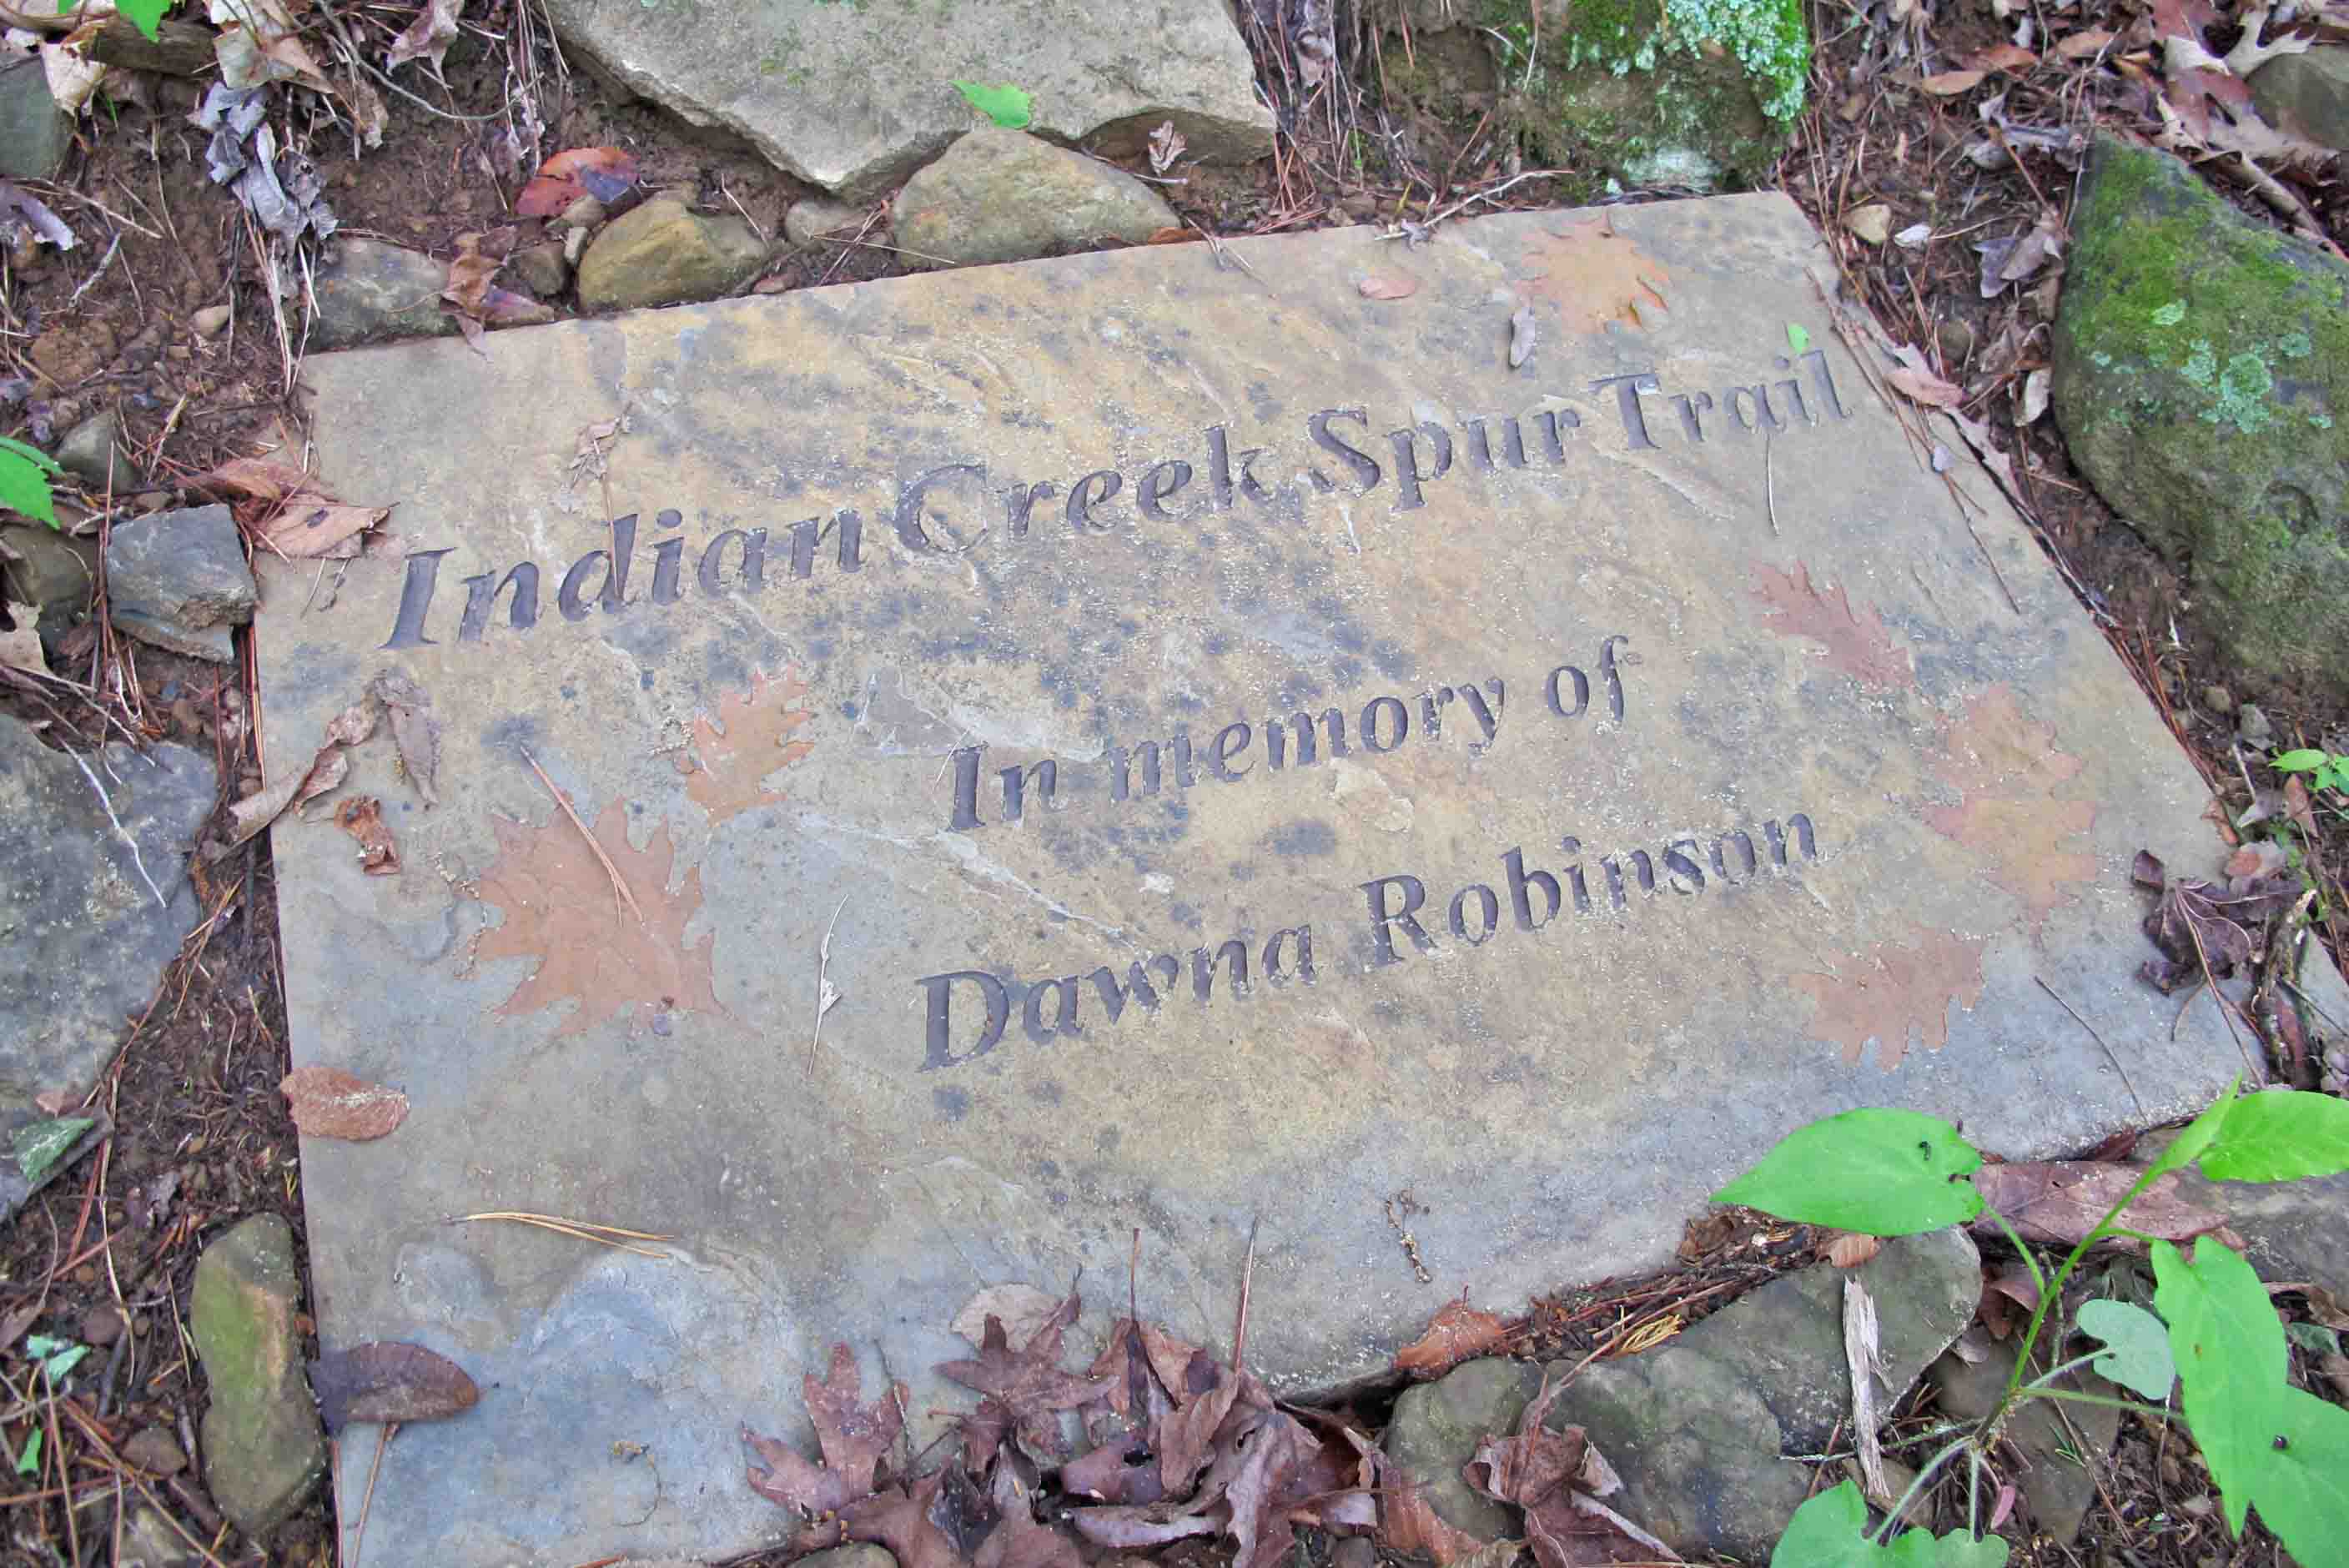 Indian Creek Spur Trail
In memory of
Dawna Robinson